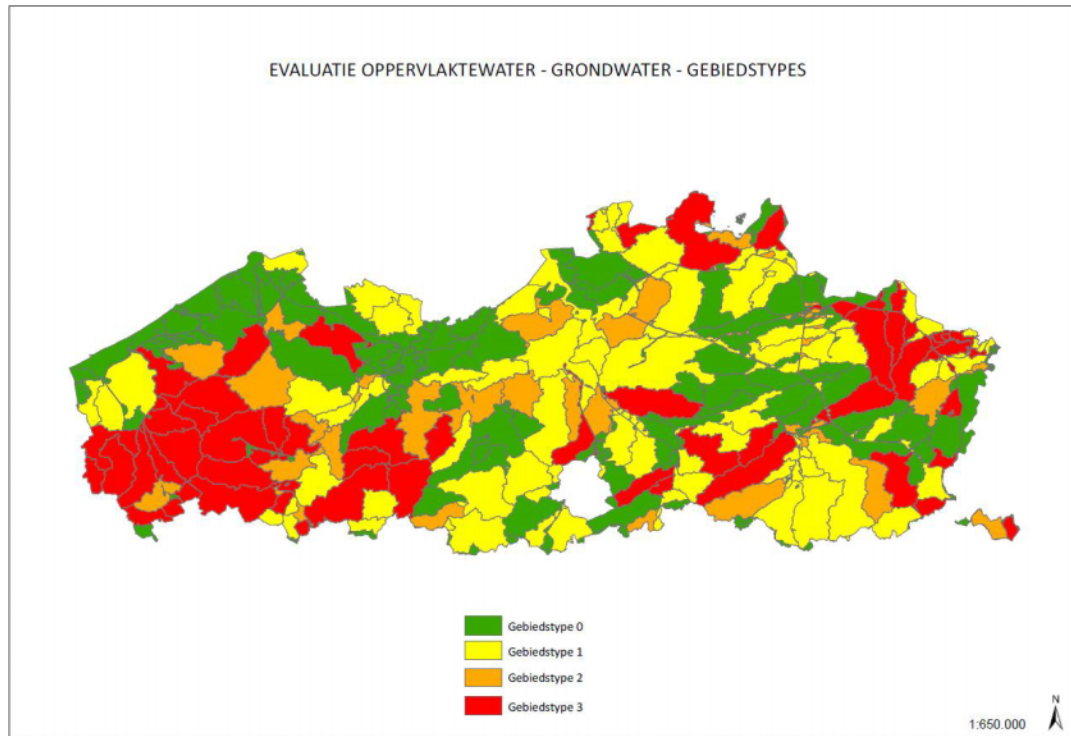 EVALUATIE OPPERVLAKTEWATER - GRONDWATER - GEBIEDSTYPES
Gebiedstype 0
Gebiedstype 1
Gebiedstype 2
Gebiedstype 3
N
1:650.000